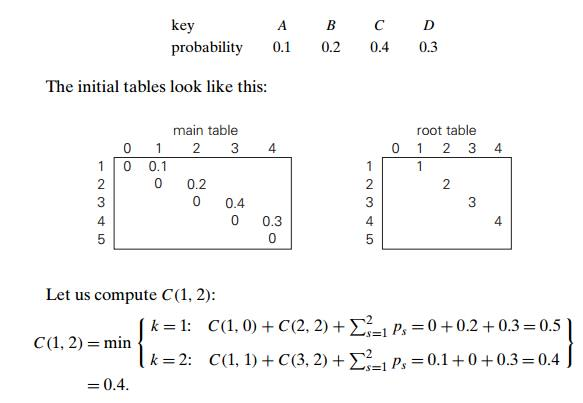 key A B C D
probability 0.1 0.2 0.4 0.3
The initial tables look like this:
main table
0 1 2 3 4
1 0 0.1
2 0 0.2
3 0 0.4
4 0 0.3
5 0
root table
0 1 2 3 4
1 1
2 2
3 3
4 4
5
Let us compute C(1, 2):
C(1, 2) = min { k = 1: C(1, 0) + C(2, 2) + ∑²ₛ₌₁ pₛ = 0 + 0.2 + 0.3 = 0.5
k = 2: C(1, 1) + C(3, 2) + ∑²ₛ₌₁ pₛ = 0.1 + 0 + 0.3 = 0.4 }
= 0.4.